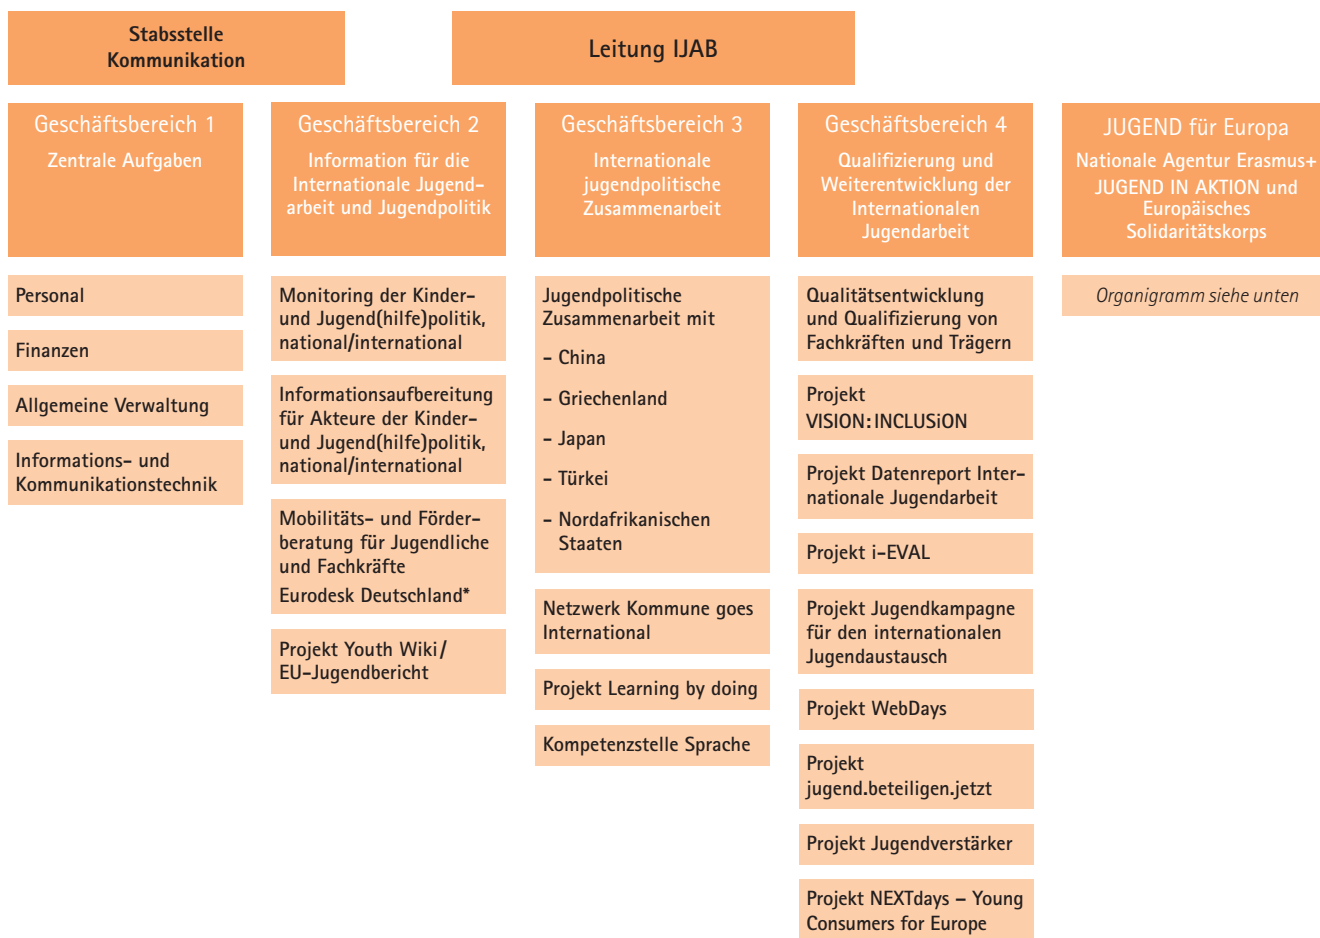 Stabsstelle
Kommunikation
Leitung IJAB
Geschäftsbereich 1
Zentrale Aufgaben
Personal
Finanzen
Allgemeine Verwaltung
Informations- und
Kommunikationstechnik
Geschäftsbereich 2
Information für die
Internationale Jugend-
arbeit und Jugendpolitik
Monitoring der Kinder-
und Jugend(hilfe)politik,
national/international
Informationsaufbereitung
für Akteure der Kinder-
und Jugend(hilfe)politik,
national/international
Mobilitäts- und Förder-
beratung für Jugendliche
und Fachkräfte
Eurodesk Deutschland*
Projekt Youth Wiki/
EU-Jugendbericht
Geschäftsbereich 3
Internationale
jugendpolitische
Zusammenarbeit
Jugendpolitische
Zusammenarbeit mit
- China
- Griechenland
- Japan
- Türkei
- Nordafrikanischen
Staaten
Netzwerk Kommune goes
International
Projekt Learning by doing
Kompetenzstelle Sprache
Geschäftsbereich 4
Qualifizierung und
Weiterentwicklung der
Internationalen
Jugendarbeit
Qualitätsentwicklung
und Qualifizierung von
Fachkräften und Trägern
Projekt
VISION:INCLUSiON
Projekt Datenreport Inter-
nationale Jugendarbeit
Projekt i-EVAL
Projekt Jugendkampagne
für den internationalen
Jugendaustausch
Projekt WebDays
Projekt
jugend.beteiligen.jetzt
Projekt Jugendverstärker
Projekt NEXTdays – Young
Consumers for Europe
JUGEND für Europa
Nationale Agentur Erasmus+
JUGEND IN AKTION und
Europäisches
Solidaritätskorps
Organigramm siehe unten